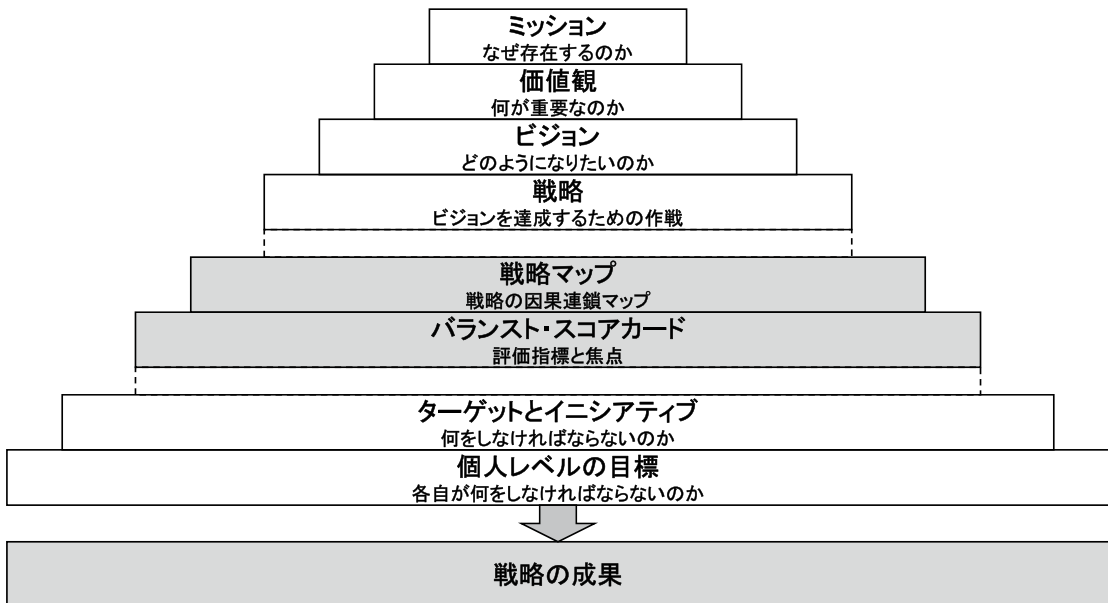 ミッション
なぜ存在するのか
価値観
何が重要なのか
ビジョン
どのようになりたいのか
戦略
ビジョンを達成するための作戦
戦略マップ
戦略の因果連鎖マップ
バランスト・スコアカード
評価指標と焦点
ターゲットとイニシアティブ
何をしなければならないのか
個人レベルの目標
各自が何をしなければならないのか
戦略の成果